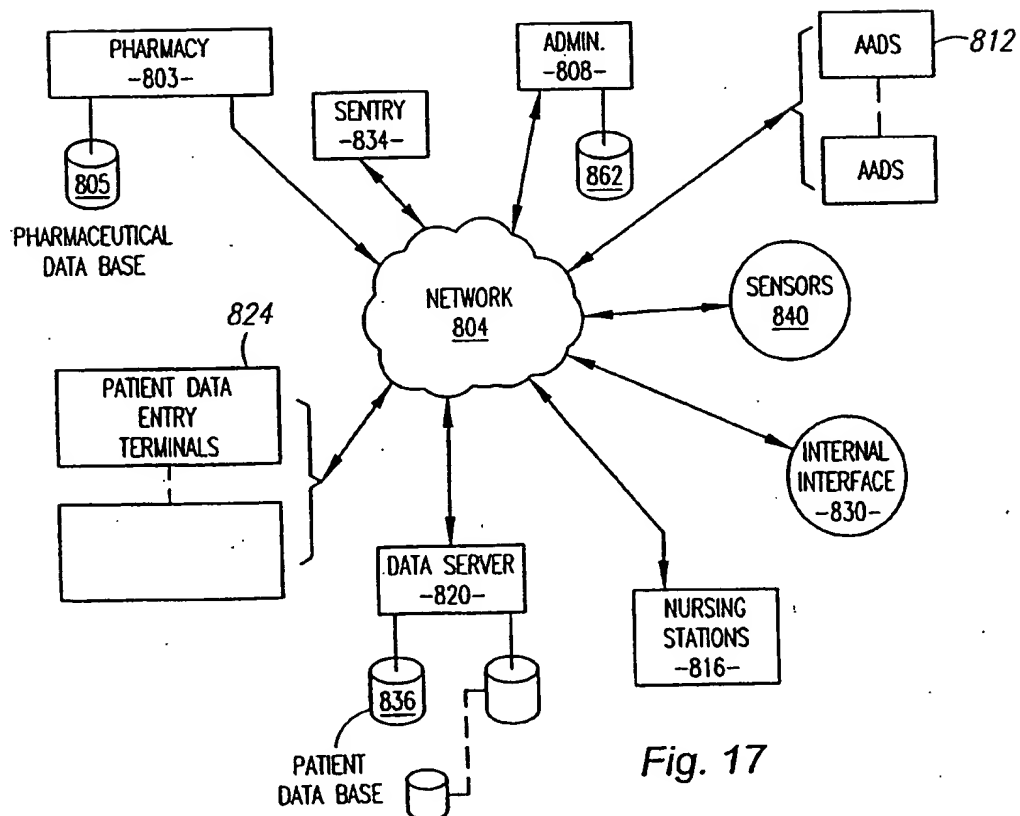 PHARMACY
-803-
805
PHARMACEUTICAL
DATA BASE
SENTRY
-834-
ADMIN.
-808-
862
AADS
812
AADS
NETWORK
804
SENSORS
840
824
PATIENT DATA
ENTRY
TERMINALS
INTERNAL
INTERFACE
-830-
DATA SERVER
-820-
836
PATIENT
DATA BASE
NURSING
STATIONS
-816-
Fig. 17